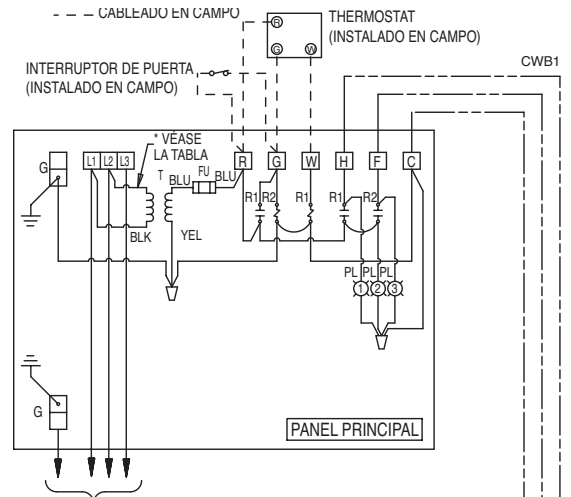 CABLEADO EN CAMPO
THERMOSTAT
(INSTALADO EN CAMPO)
R
G W
INTERRUPTOR DE PUERTA
(INSTALADO EN CAMPO)
CWB1
* VÉASE
LA TABLA
G
L1 L2 L3
R G W H F C
T BLU FU BLU
R1 R2 R1 R1 R2
BLK YEL
PL PL PL
1 2 3
G
PANEL PRINCIPAL